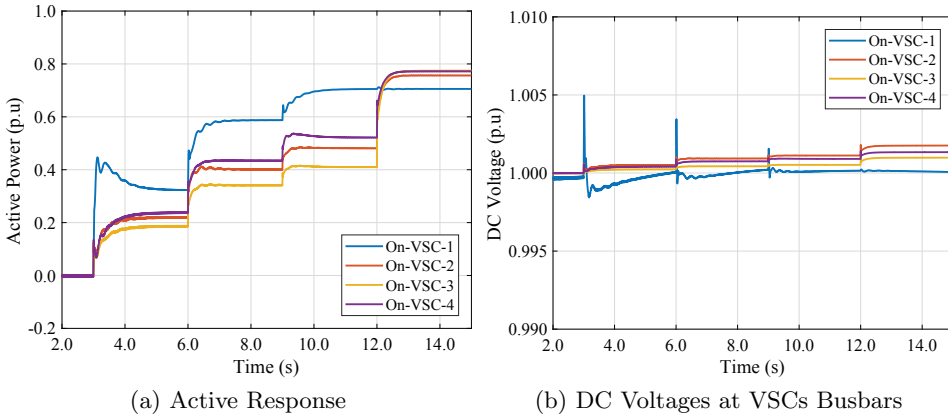 1.0
0.8
0.6
0.4
0.2
0.0
-0.2
Active Power (p.u)
On-VSC-1
On-VSC-2
On-VSC-3
On-VSC-4
2.0 4.0 6.0 8.0 10.0 12.0 14.0
Time (s)
(a) Active Response
1.010
1.005
1.000
0.995
0.990
DC Voltage (p.u)
On-VSC-1
On-VSC-2
On-VSC-3
On-VSC-4
2.0 4.0 6.0 8.0 10.0 12.0 14.0
Time (s)
(b) DC Voltages at VSCs Busbars